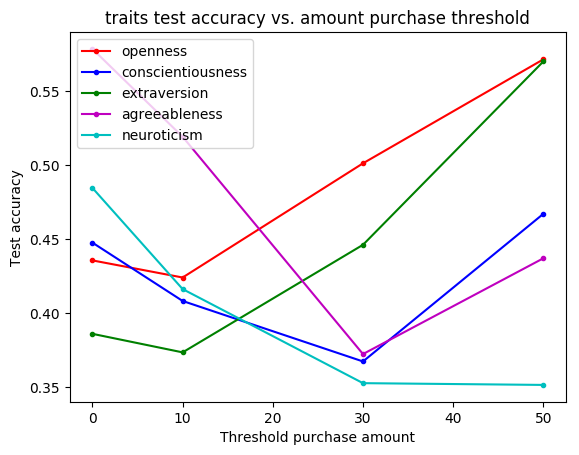 traits test accuracy vs. amount purchase threshold
openness
conscientiousness
extraversion
agreeableness
neuroticism
Test accuracy
0.55
0.50
0.45
0.40
0.35
0 10 20 30 40 50
Threshold purchase amount